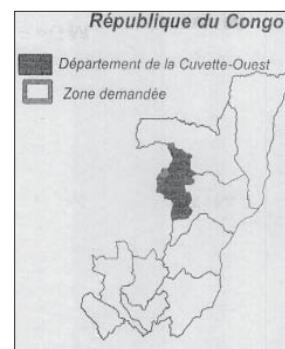 République du Congo
Département de la Cuvette-Ouest
Zone demandée